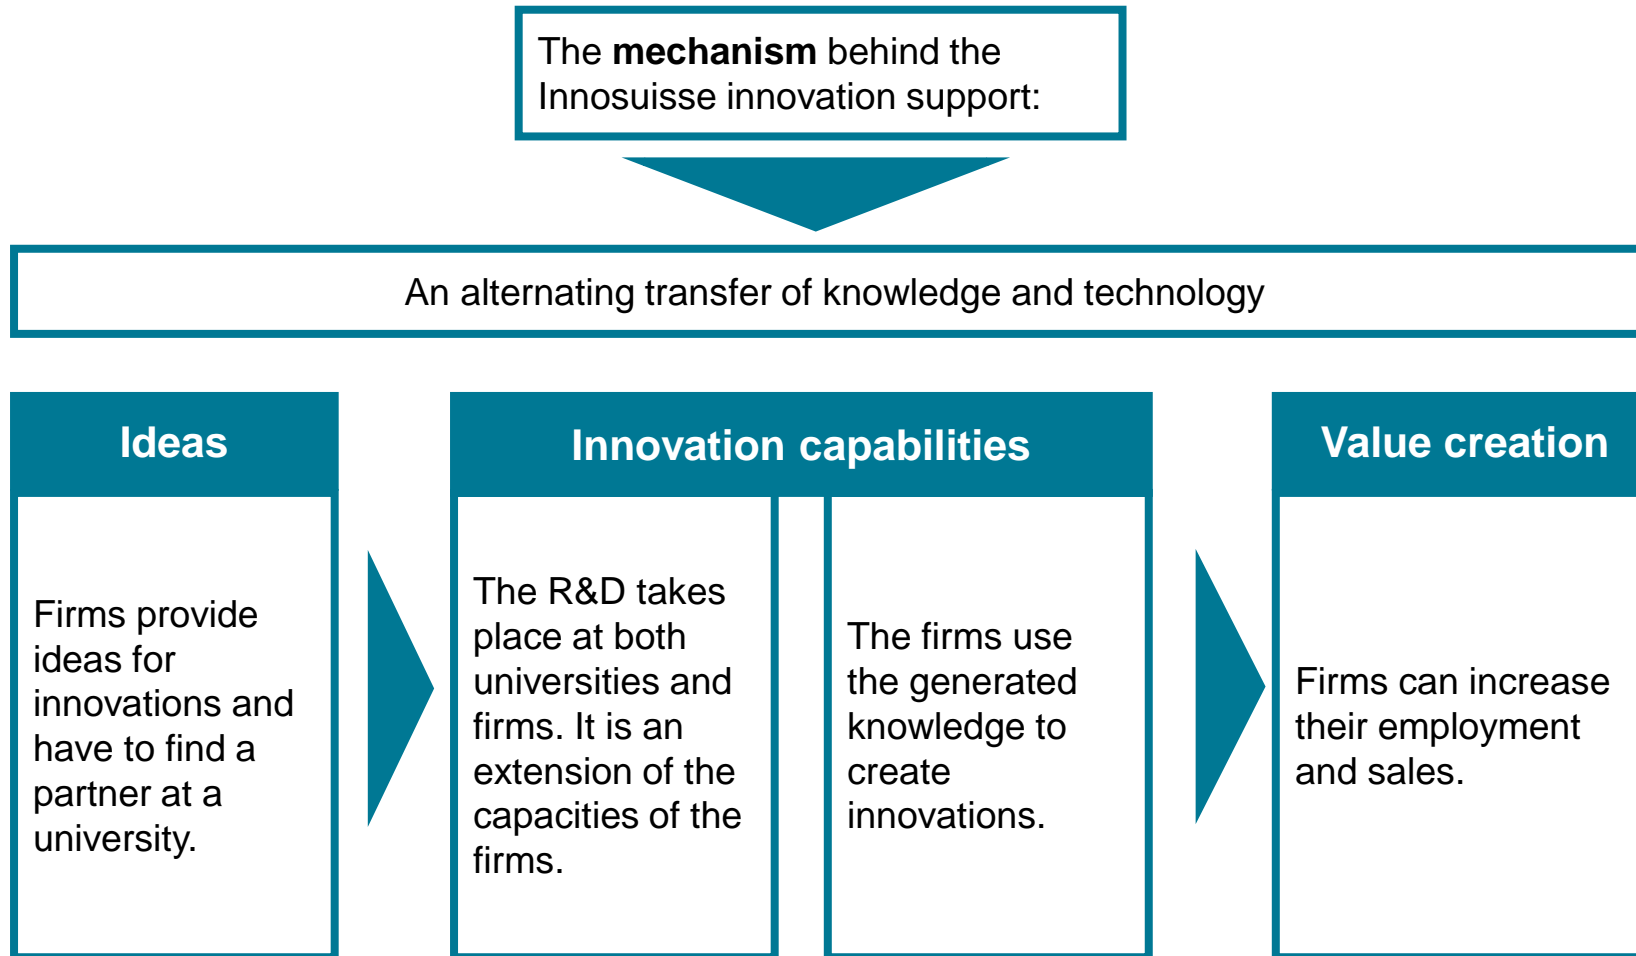 The mechanism behind the
Innosuisse innovation support:
An alternating transfer of knowledge and technology
Ideas
Firms provide
ideas for
innovations and
have to find a
partner at a
university.
Innovation capabilities
The R&D takes
place at both
universities and
firms. It is an
extension of the
capacities of the
firms.
The firms use
the generated
knowledge to
create
innovations.
Value creation
Firms can increase
their employment
and sales.